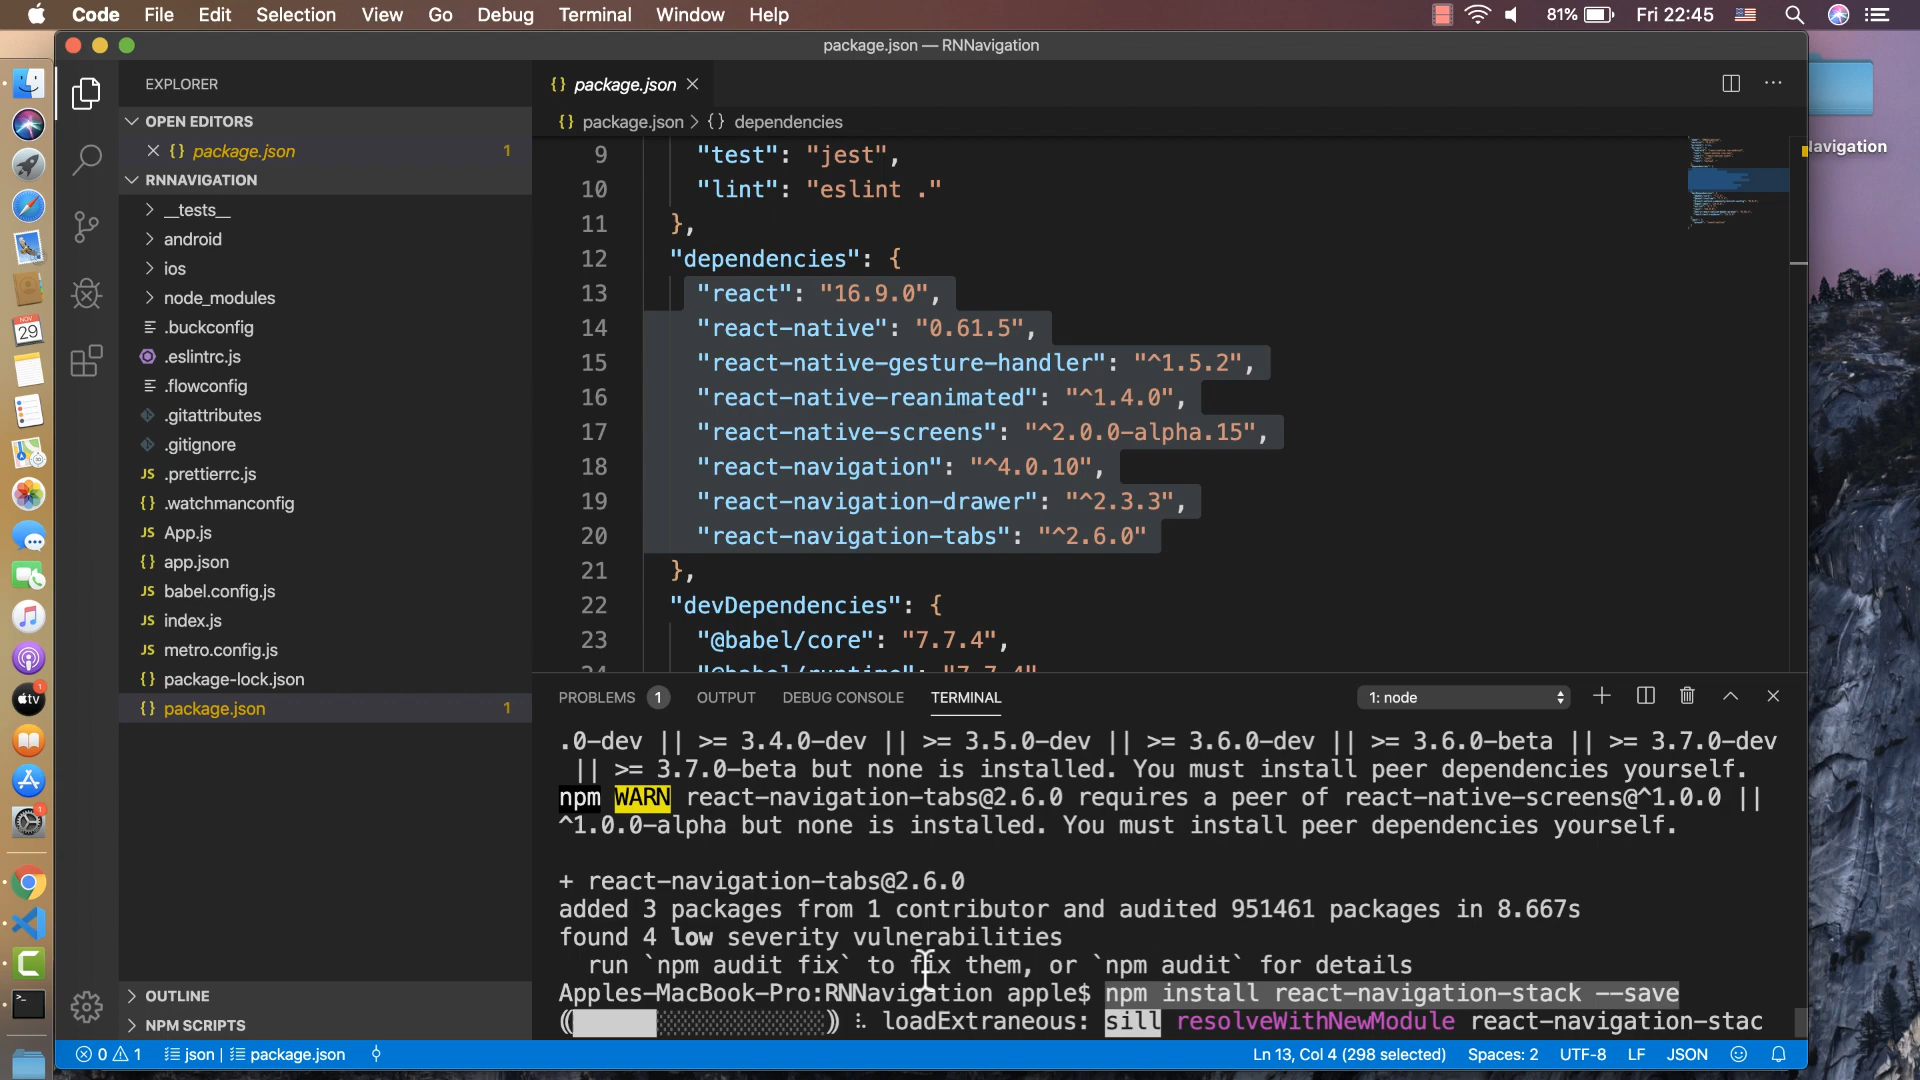 Code File Edit Selection View Go Debug Terminal Window Help 81% Fri 22:45
package.json — RNNavigation
EXPLORER
OPEN EDITORS
package.json 1
RNNAVIGATION
__tests__
android
ios
node_modules
.buckconfig
.eslintrc.js
.flowconfig
.gitattributes
.gitignore
JS .prettierrc.js
{} .watchmanconfig
JS App.js
{} app.json
JS babel.config.js
JS index.js
JS metro.config.js
{} package-lock.json
{} package.json 1
OUTLINE
NPM SCRIPTS
{} package.json
{} package.json > {} dependencies
9 "test": "jest",
10 "lint": "eslint ."
11 },
12 "dependencies": {
13 "react": "16.9.0",
14 "react-native": "0.61.5",
15 "react-native-gesture-handler": "^1.5.2",
16 "react-native-reanimated": "^1.4.0",
17 "react-native-screens": "^2.0.0-alpha.15",
18 "react-navigation": "^4.0.10",
19 "react-navigation-drawer": "^2.3.3",
20 "react-navigation-tabs": "^2.6.0"
21 },
22 "devDependencies": {
23 "@babel/core": "7.7.4",
PROBLEMS 1 OUTPUT DEBUG CONSOLE TERMINAL 1: node
.0-dev || >= 3.4.0-dev || >= 3.5.0-dev || >= 3.6.0-dev || >= 3.6.0-beta || >= 3.7.0-dev
|| >= 3.7.0-beta but none is installed. You must install peer dependencies yourself.
npm WARN react-navigation-tabs@2.6.0 requires a peer of react-native-screens@^1.0.0 ||
^1.0.0-alpha but none is installed. You must install peer dependencies yourself.
+ react-navigation-tabs@2.6.0
added 3 packages from 1 contributor and audited 951461 packages in 8.667s
found 4 low severity vulnerabilities
run `npm audit fix` to fix them, or `npm audit` for details
Apples-MacBook-Pro:RNNavigation apple$ npm install react-navigation-stack --save
loadExtraneous: sill resolveWithNewModule react-navigation-stac
0 1 json | package.json Ln 13, Col 4 (298 selected) Spaces: 2 UTF-8 LF JSON
avigation
NOV
29
tv
1
1